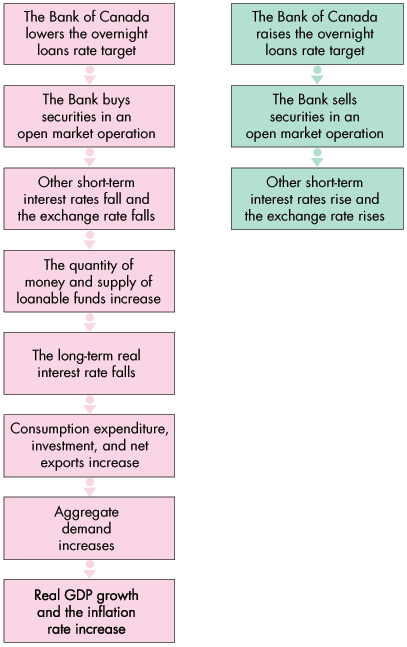 The Bank of Canada
lowers the overnight
loans rate target
The Bank buys
securities in an
open market operation
Other short-term
interest rates fall and
the exchange rate falls
The quantity of
money and supply of
loanable funds increase
The long-term real
interest rate falls
Consumption expenditure,
investment, and net
exports increase
Aggregate
demand
increases
Real GDP growth
and the inflation
rate increase
The Bank of Canada
raises the overnight
loans rate target
The Bank sells
securities in an
open market operation
Other short-term
interest rates rise and
the exchange rate rises